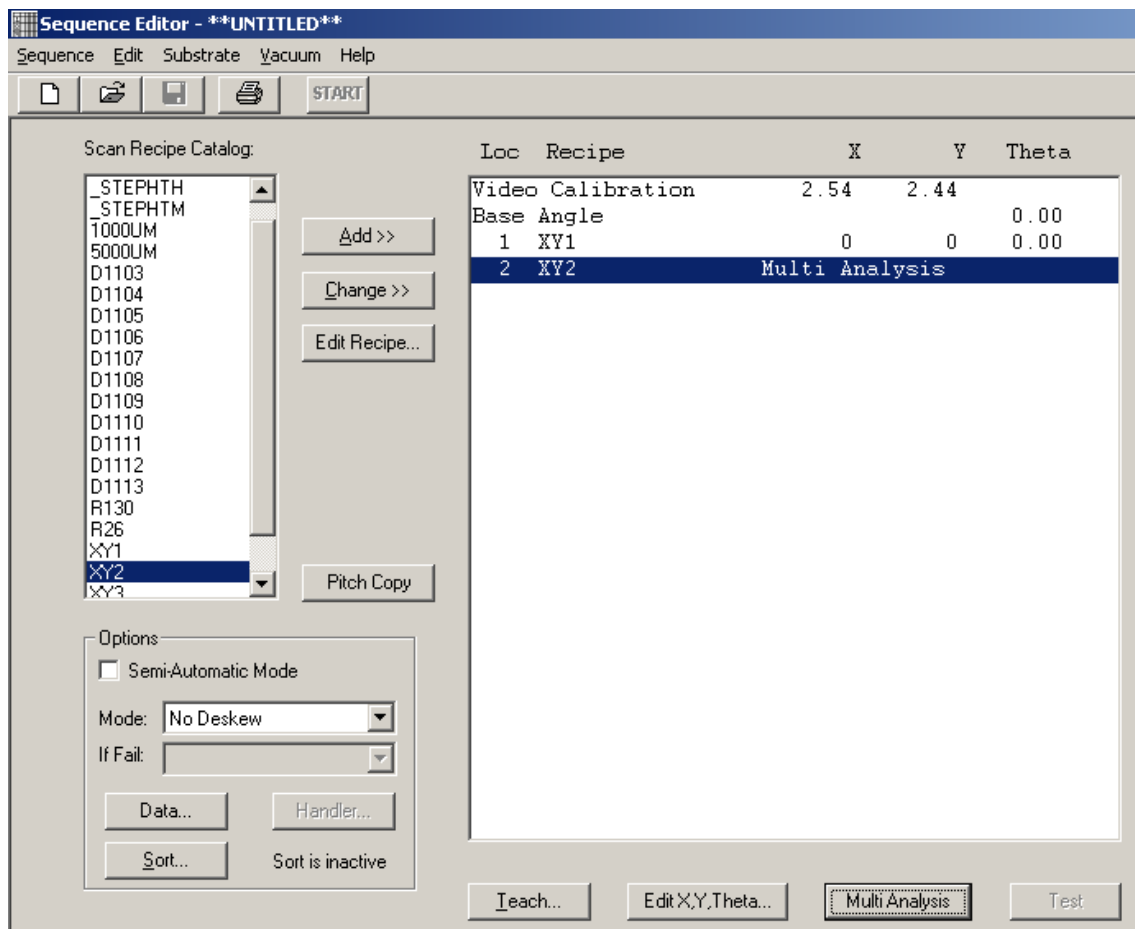 Sequence Editor - **UNTITLED**
Sequence Edit Substrate Vacuum Help
START
Scan Recipe Catalog:
_STEPHTH
_STEPHTM
1000UM
5000UM
D1103
D1104
D1105
D1106
D1107
D1108
D1109
D1110
D1111
D1112
D1113
R130
R26
XY1
XY2
XY3
Add >>
Change >>
Edit Recipe...
Pitch Copy
Loc Recipe X Y Theta
Video Calibration 2.54 2.44
Base Angle 0.00
1 XY1 0 0 0.00
2 XY2 Multi Analysis
Options
Semi-Automatic Mode
Mode: No Deskew
If Fail:
Data... Handler...
Sort... Sort is inactive
Teach... Edit X,Y,Theta... Multi Analysis Test